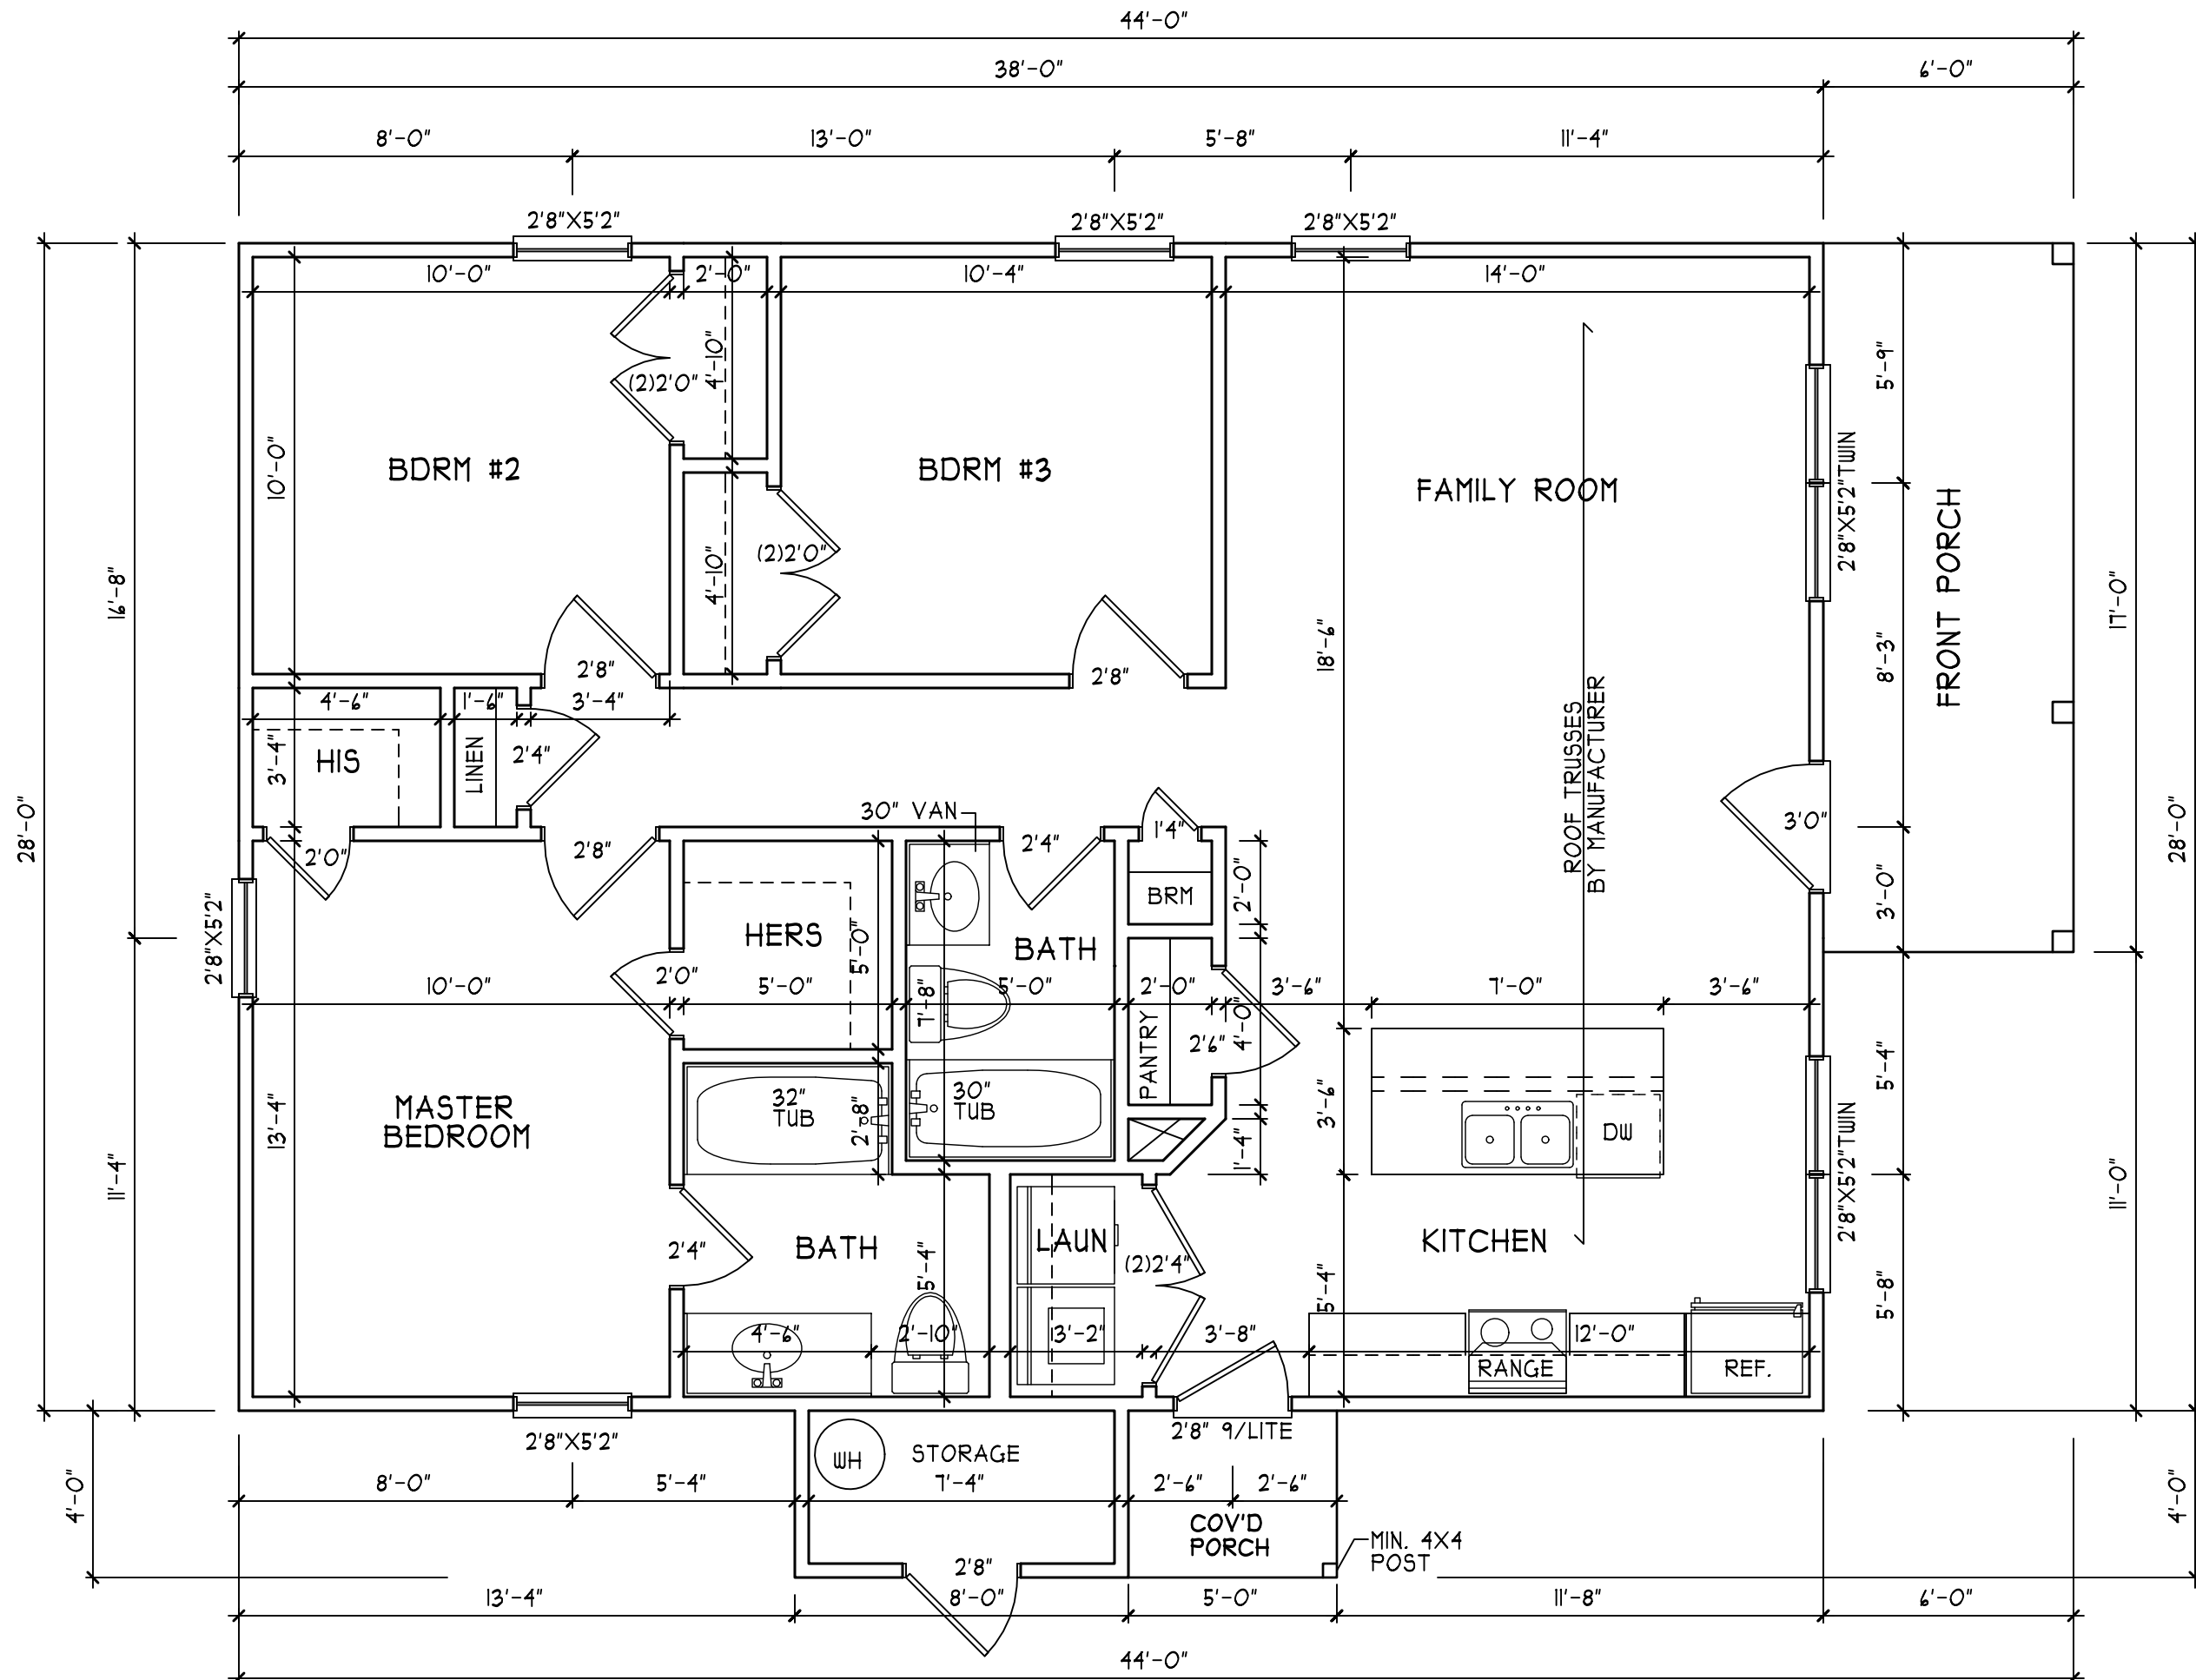 44'-0"
38'-0"
6'-0"
8'-0"
13'-0"
5'-8"
11'-4"
2'8"X5'2"
2'8"X5'2"
2'8"X5'2"
10'-0"
2'-0"
10'-4"
14'-0"
4'-10"
(2)2'0"
5'-9"
10'-0"
BDRM #2
BDRM #3
FAMILY ROOM
2'8"X5'2"TWIN
FRONT PORCH
(2)2'0"
4'-10"
16'-8"
17'-0"
18'-6"
8'-3"
2'8"
2'8"
4'-6"
1'-6"
3'-4"
3'-4"
HIS
LINEN
2'4"
ROOF TRUSSES
BY MANUFACTURER
28'-0"
28'-0"
30" VAN
1'4"
3'0"
2'0"
2'8"
2'4"
2'-0"
BRM
3'-0"
2'8"X5'2"
HERS
5'-0"
BATH
2'0"
10'-0"
5'-0"
7'-8"
5'-0"
2'-0"
3'-6"
7'-0"
3'-6"
4'-0"
PANTRY
2'6"
5'-4"
MASTER
BEDROOM
13'-4"
32"
TUB
2'-8"
30"
TUB
3'-6"
DW
1'-4"
2'8"X5'2"TWIN
11'-4"
11'-0"
2'4"
BATH
5'-4"
LAUN
(2)2'4"
KITCHEN
5'-4"
5'-8"
4'-6"
2'-10"
3'-2"
3'-8"
12'-0"
RANGE
REF.
2'8"X5'2"
WH
STORAGE
2'8" 9/LITE
4'-0"
8'-0"
5'-4"
7'-4"
2'-6"
2'-6"
4'-0"
COV'D
PORCH
MIN. 4X4
POST
2'8"
13'-4"
8'-0"
5'-0"
11'-8"
6'-0"
44'-0"